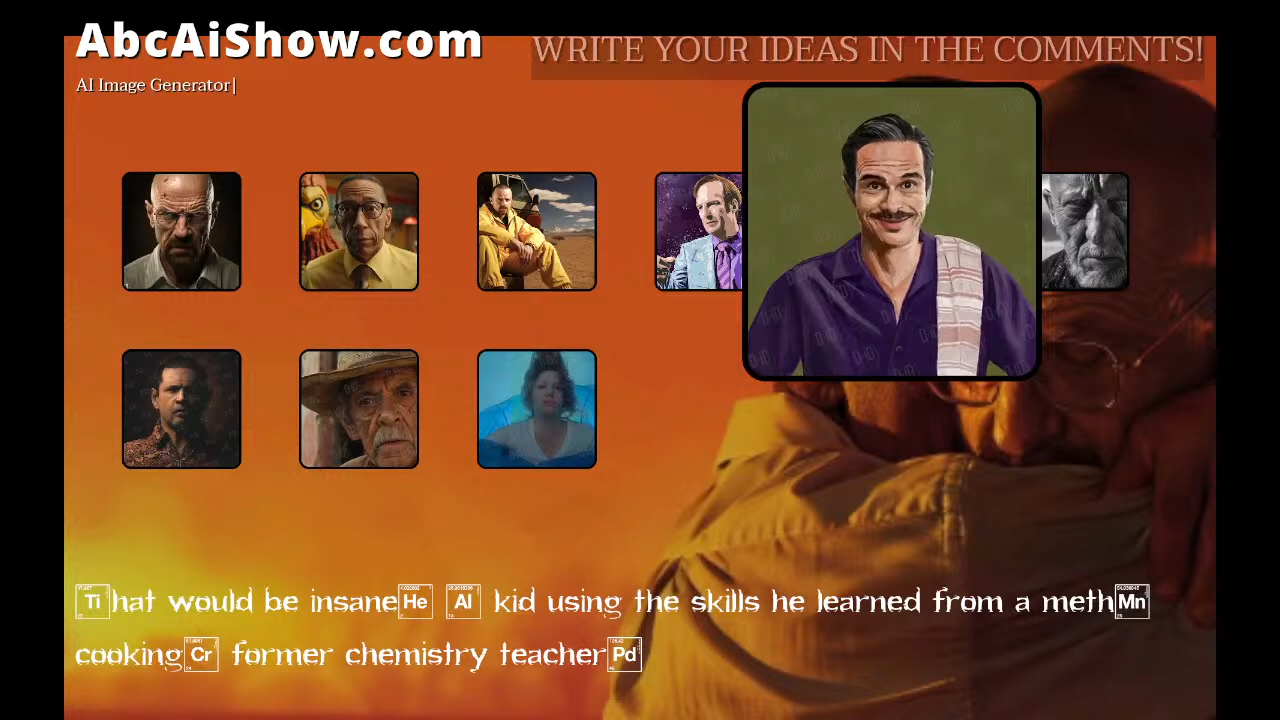 AbcAiShow.com
WRITE YOUR IDEAS IN THE COMMENTS!
AI Image Generator|
Ti hat would be insane He Al kid using the skills he learned from a meth Mn
cooking Cr former chemistry teacher Pd